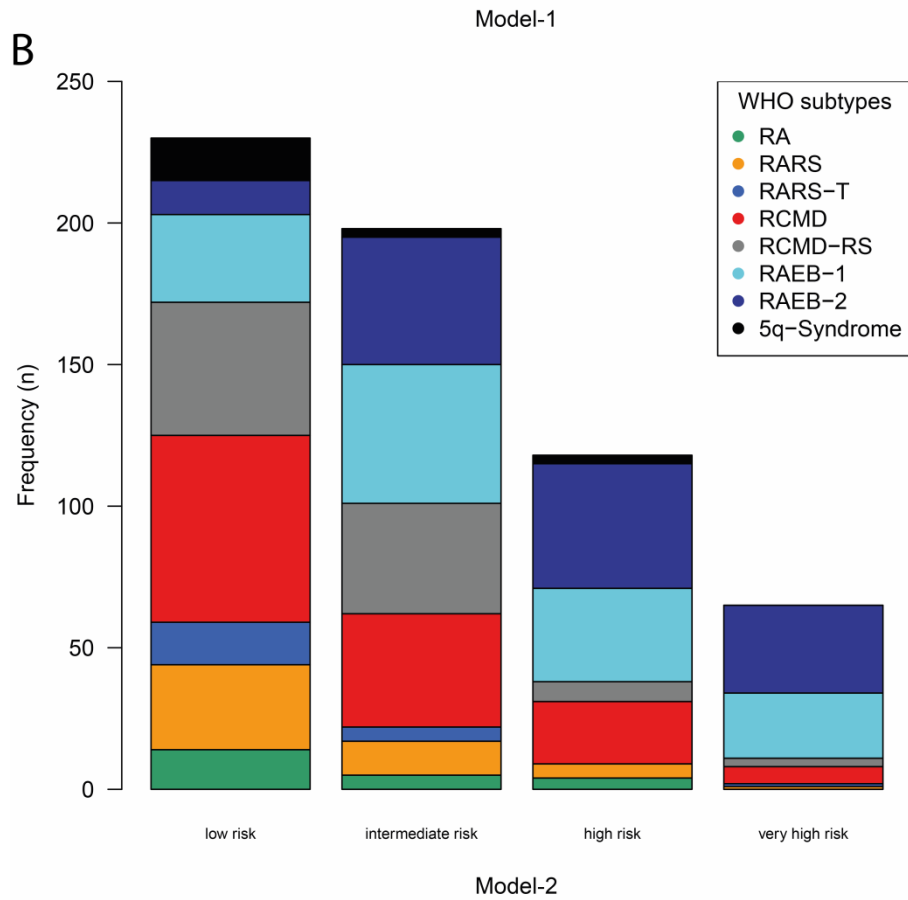 Model-1
B
250
200
150
100
50
0
Frequency (n)
WHO subtypes
RA
RARS
RARS−T
RCMD
RCMD−RS
RAEB−1
RAEB−2
5q−Syndrome
low risk
intermediate risk
high risk
very high risk
Model-2